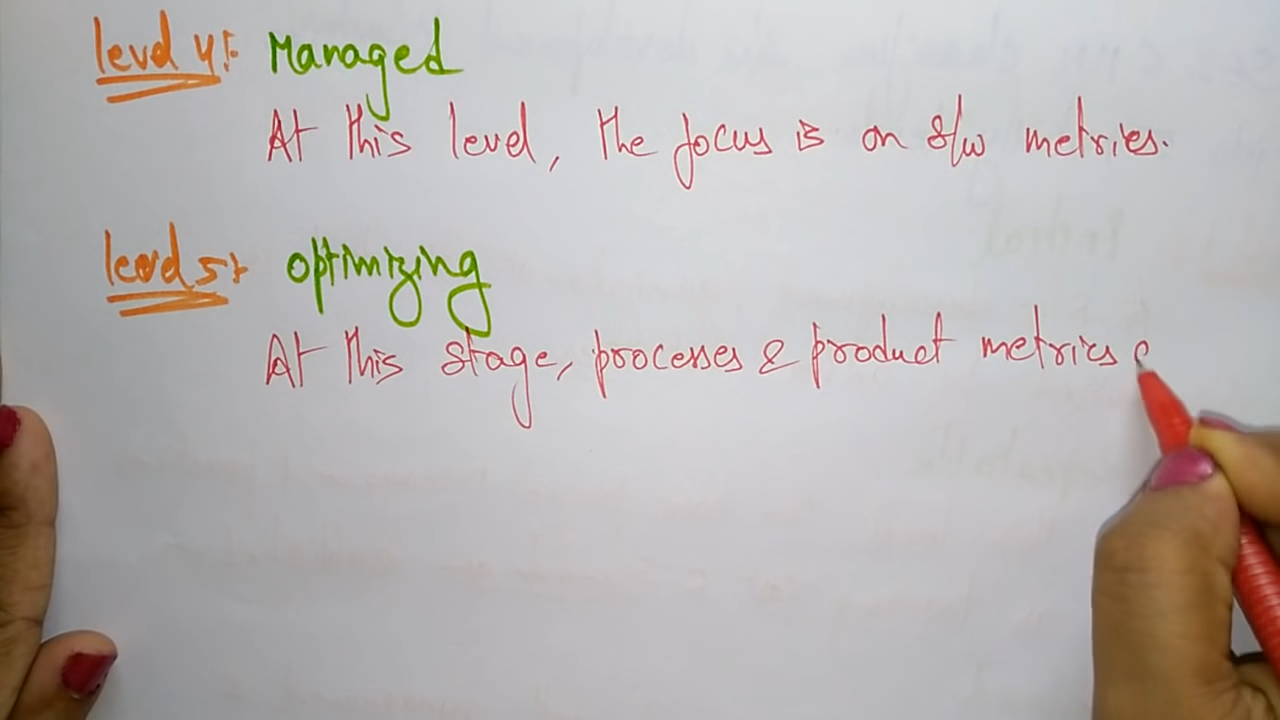 level 4: Managed
At this level, the focus is on s/w metrics.
level 5: optimizing
At this stage, processes & product metrics